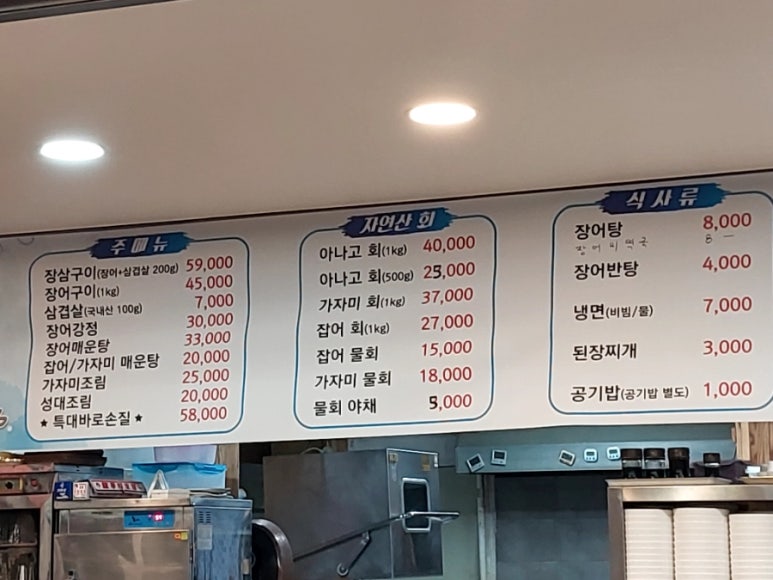 주메뉴
장삼구이(장어+삼겹살 200g) 59,000
장어구이(1kg) 45,000
삼겹살(국내산 100g) 7,000
장어강정 30,000
장어매운탕 33,000
잡어/가자미 매운탕 20,000
가자미조림 25,000
성대조림 20,000
★ 특대바로손질 ★ 58,000
자연산 회
아나고 회(1kg) 40,000
아나고 회(500g) 25,000
가자미 회(1kg) 37,000
잡어 회(1kg) 27,000
잡어 물회 15,000
가자미 물회 18,000
물회 야채 5,000
식사류
장어탕 8,000
장어미역국 8 —
장어반탕 4,000
냉면(비빔/물) 7,000
된장찌개 3,000
공기밥(공기밥 별도) 1,000